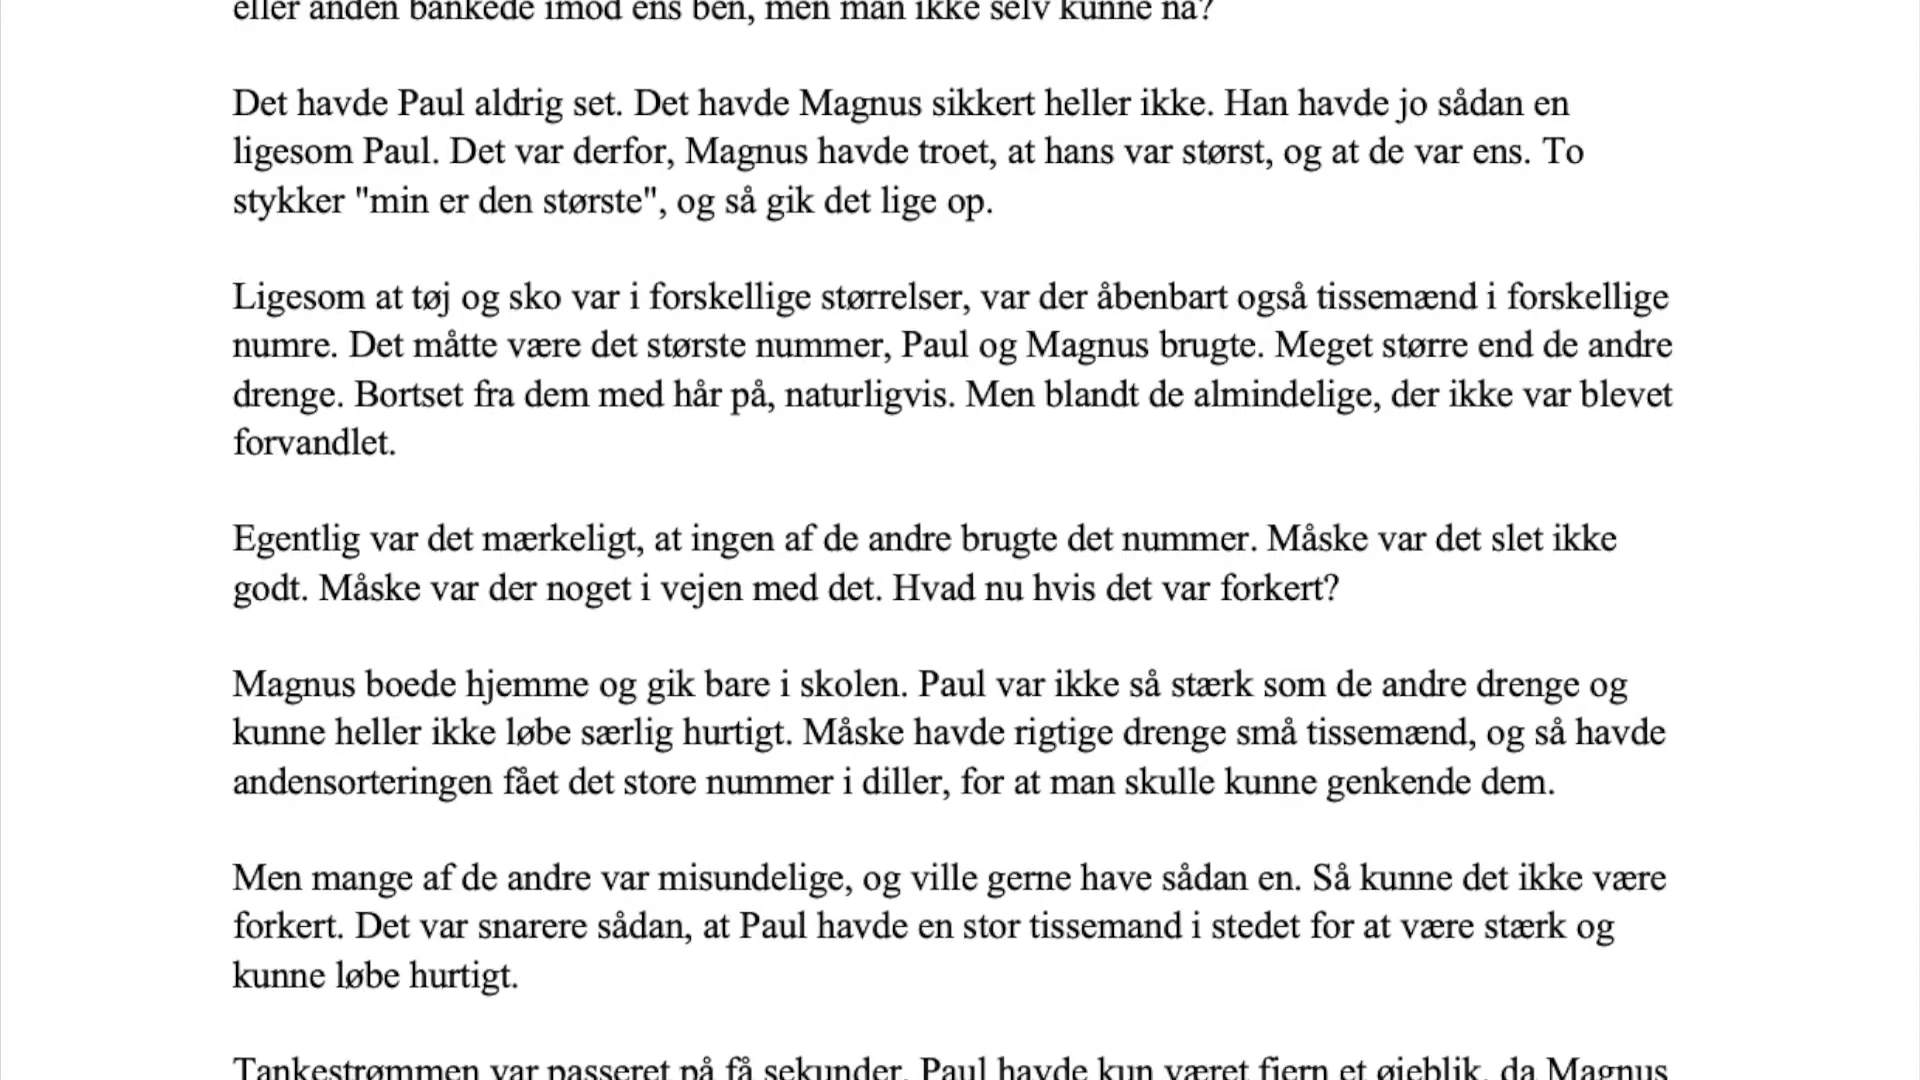 eller anden bankede imod ens ben, men man ikke selv kunne nå?
Det havde Paul aldrig set. Det havde Magnus sikkert heller ikke. Han havde jo sådan en
ligesom Paul. Det var derfor, Magnus havde troet, at hans var størst, og at de var ens. To
stykker "min er den største", og så gik det lige op.
Ligesom at tøj og sko var i forskellige størrelser, var der åbenbart også tissemænd i forskellige
numre. Det måtte være det største nummer, Paul og Magnus brugte. Meget større end de andre
drenge. Bortset fra dem med hår på, naturligvis. Men blandt de almindelige, der ikke var blevet
forvandlet.
Egentlig var det mærkeligt, at ingen af de andre brugte det nummer. Måske var det slet ikke
godt. Måske var der noget i vejen med det. Hvad nu hvis det var forkert?
Magnus boede hjemme og gik bare i skolen. Paul var ikke så stærk som de andre drenge og
kunne heller ikke løbe særlig hurtigt. Måske havde rigtige drenge små tissemænd, og så havde
andensorteringen fået det store nummer i diller, for at man skulle kunne genkende dem.
Men mange af de andre var misundelige, og ville gerne have sådan en. Så kunne det ikke være
forkert. Det var snarere sådan, at Paul havde en stor tissemand i stedet for at være stærk og
kunne løbe hurtigt.
Tankestrømmen var passeret på få sekunder. Paul havde kun været fjern et øjeblik, da Magnus